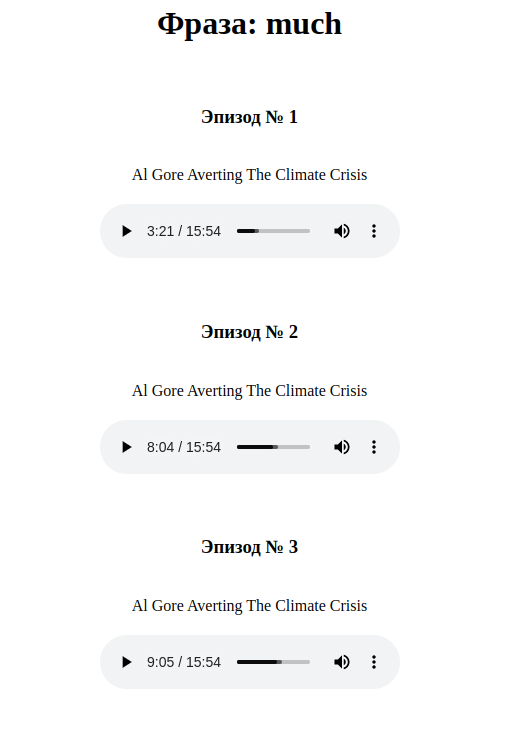 Фраза: much
Эпизод № 1
Al Gore Averting The Climate Crisis
3:21 / 15:54
Эпизод № 2
Al Gore Averting The Climate Crisis
8:04 / 15:54
Эпизод № 3
Al Gore Averting The Climate Crisis
9:05 / 15:54